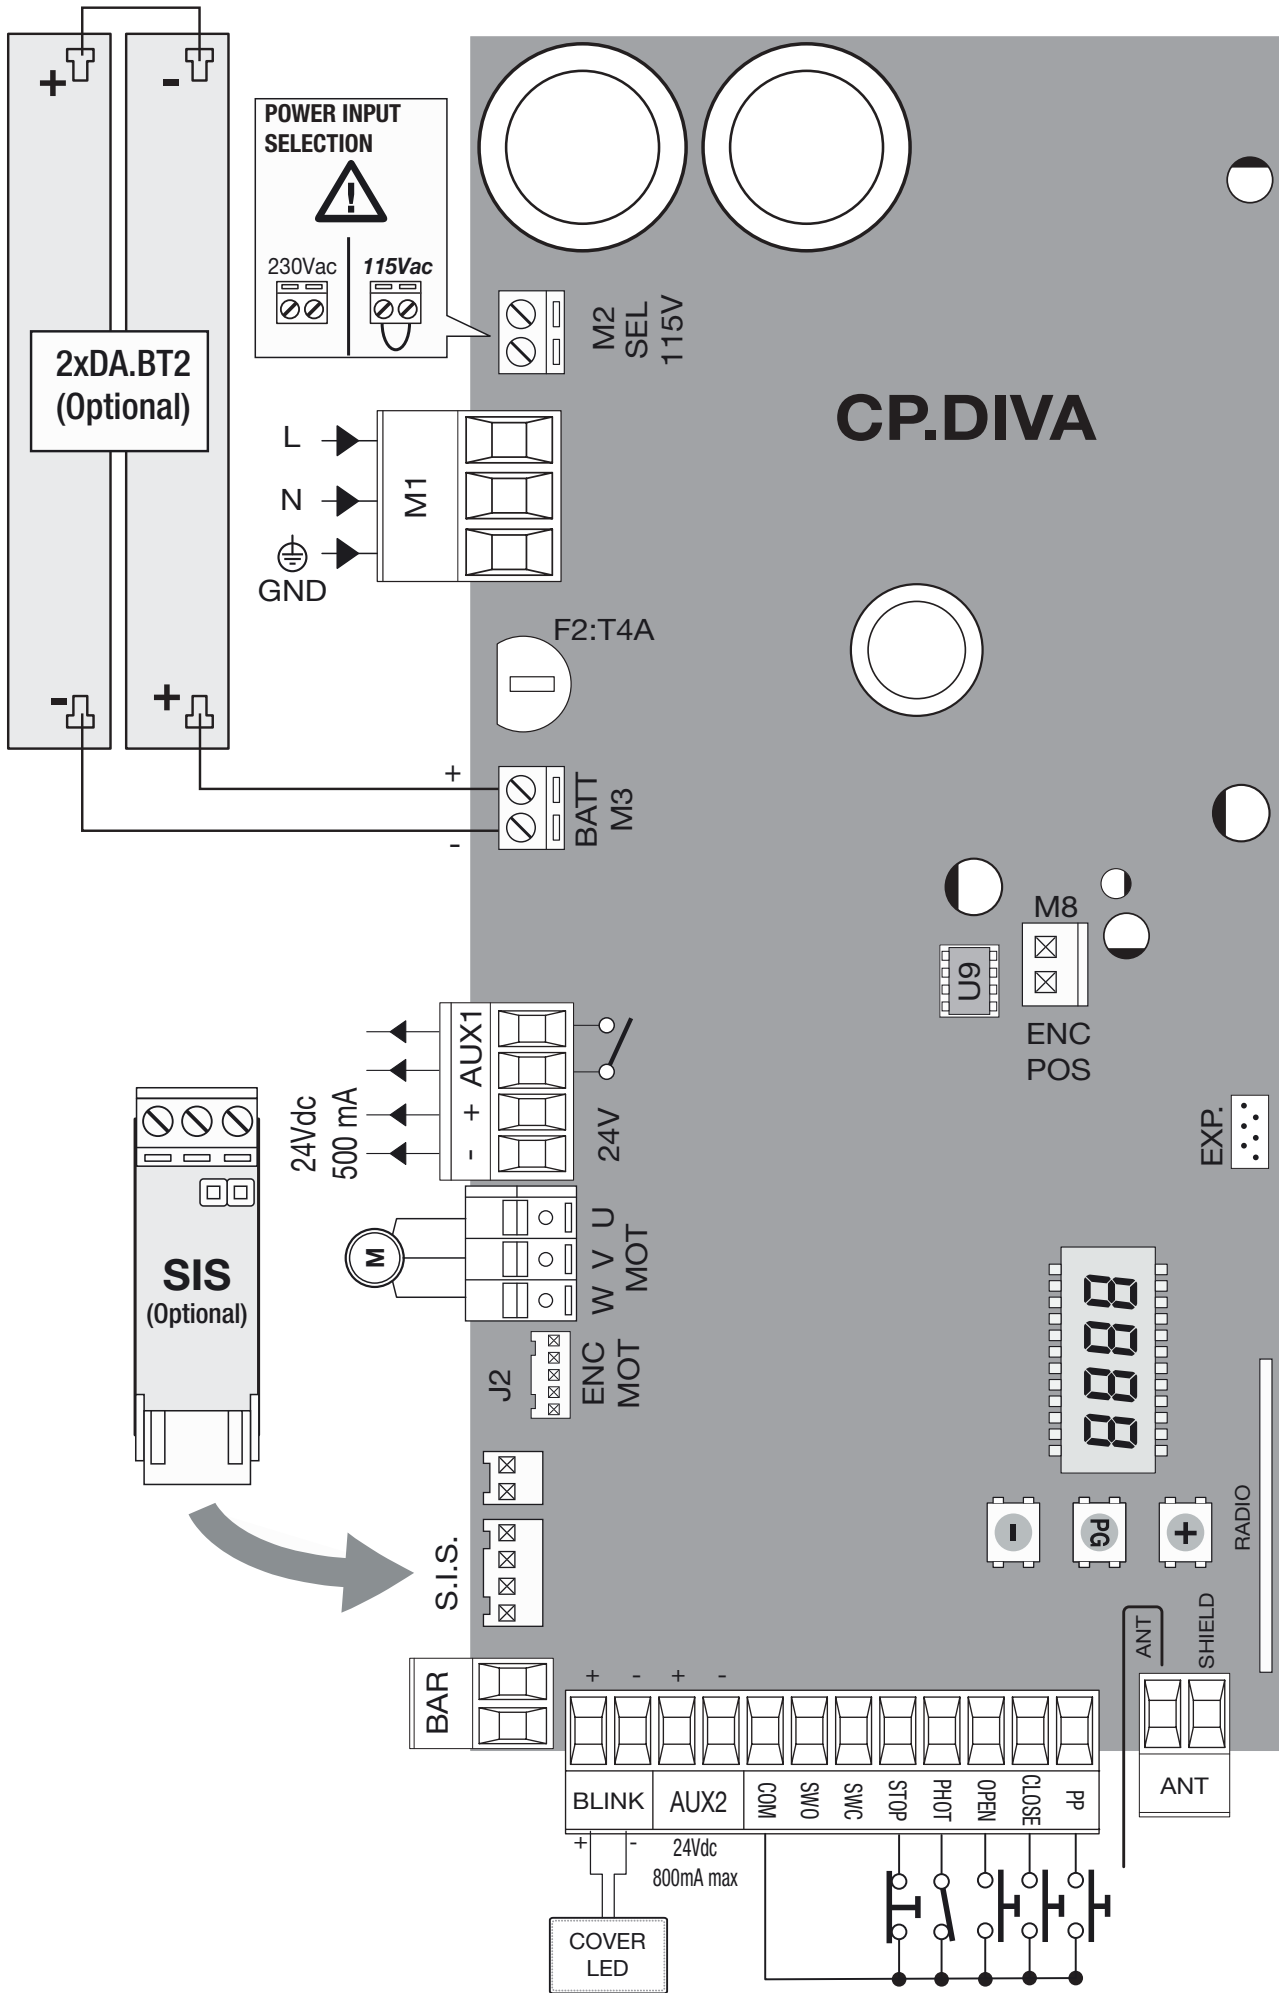 +
-
POWER INPUT
SELECTION
!
230Vac
115Vac
M2
SEL
115V
2xDA.BT2
(Optional)
CP.DIVA
L
N
GND
M1
F2:T4A
-
+
+
-
BATT
M3
M8
U9
ENC
POS
EXP.
AUX1
+
-
24Vdc
500 mA
24V
SIS
(Optional)
M
W V U
MOT
J2
ENC
MOT
8888
-
PG
+
RADIO
S.I.S.
ANT
SHIELD
BAR
+ - + -
BLINK
AUX2
COM
SWO
SWC
STOP
PHOT
OPEN
CLOSE
PP
ANT
+ -
24Vdc
800mA max
COVER
LED